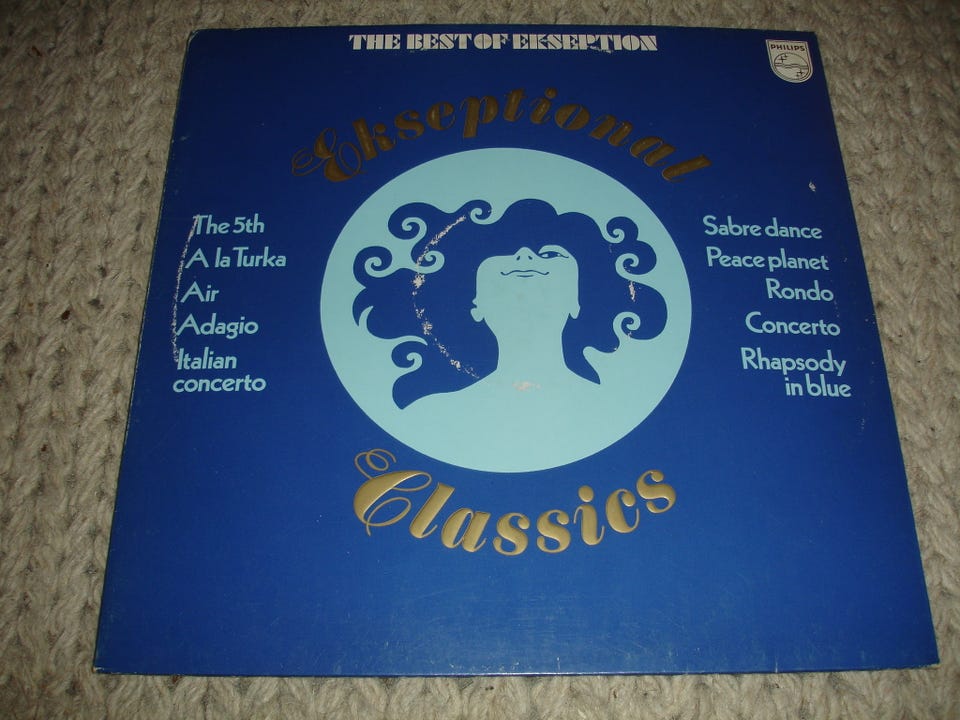 THE BEST OF EKSEPTION
PHILIPS
Ekseptional
The 5th
A la Turka
Air
Adagio
Italian
concerto
Sabre dance
Peace planet
Rondo
Concerto
Rhapsody
in blue
Classics